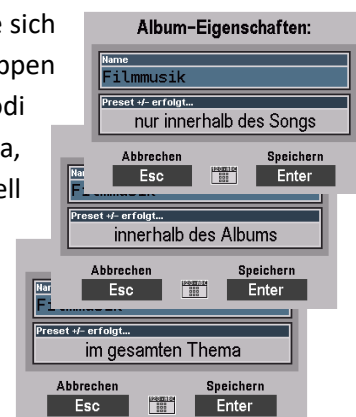 e sich
ppen
odi
a,
ell
Album-Eigenschaften:
Name
Filmmusik
Preset +/- erfolgt...
nur innerhalb des Songs
Abbrechen Speichern
Esc Enter
Preset +/- erfolgt...
innerhalb des Albums
Abbrechen Speichern
Esc Enter
Preset +/- erfolgt...
im gesamten Thema
Abbrechen Speichern
Esc Enter